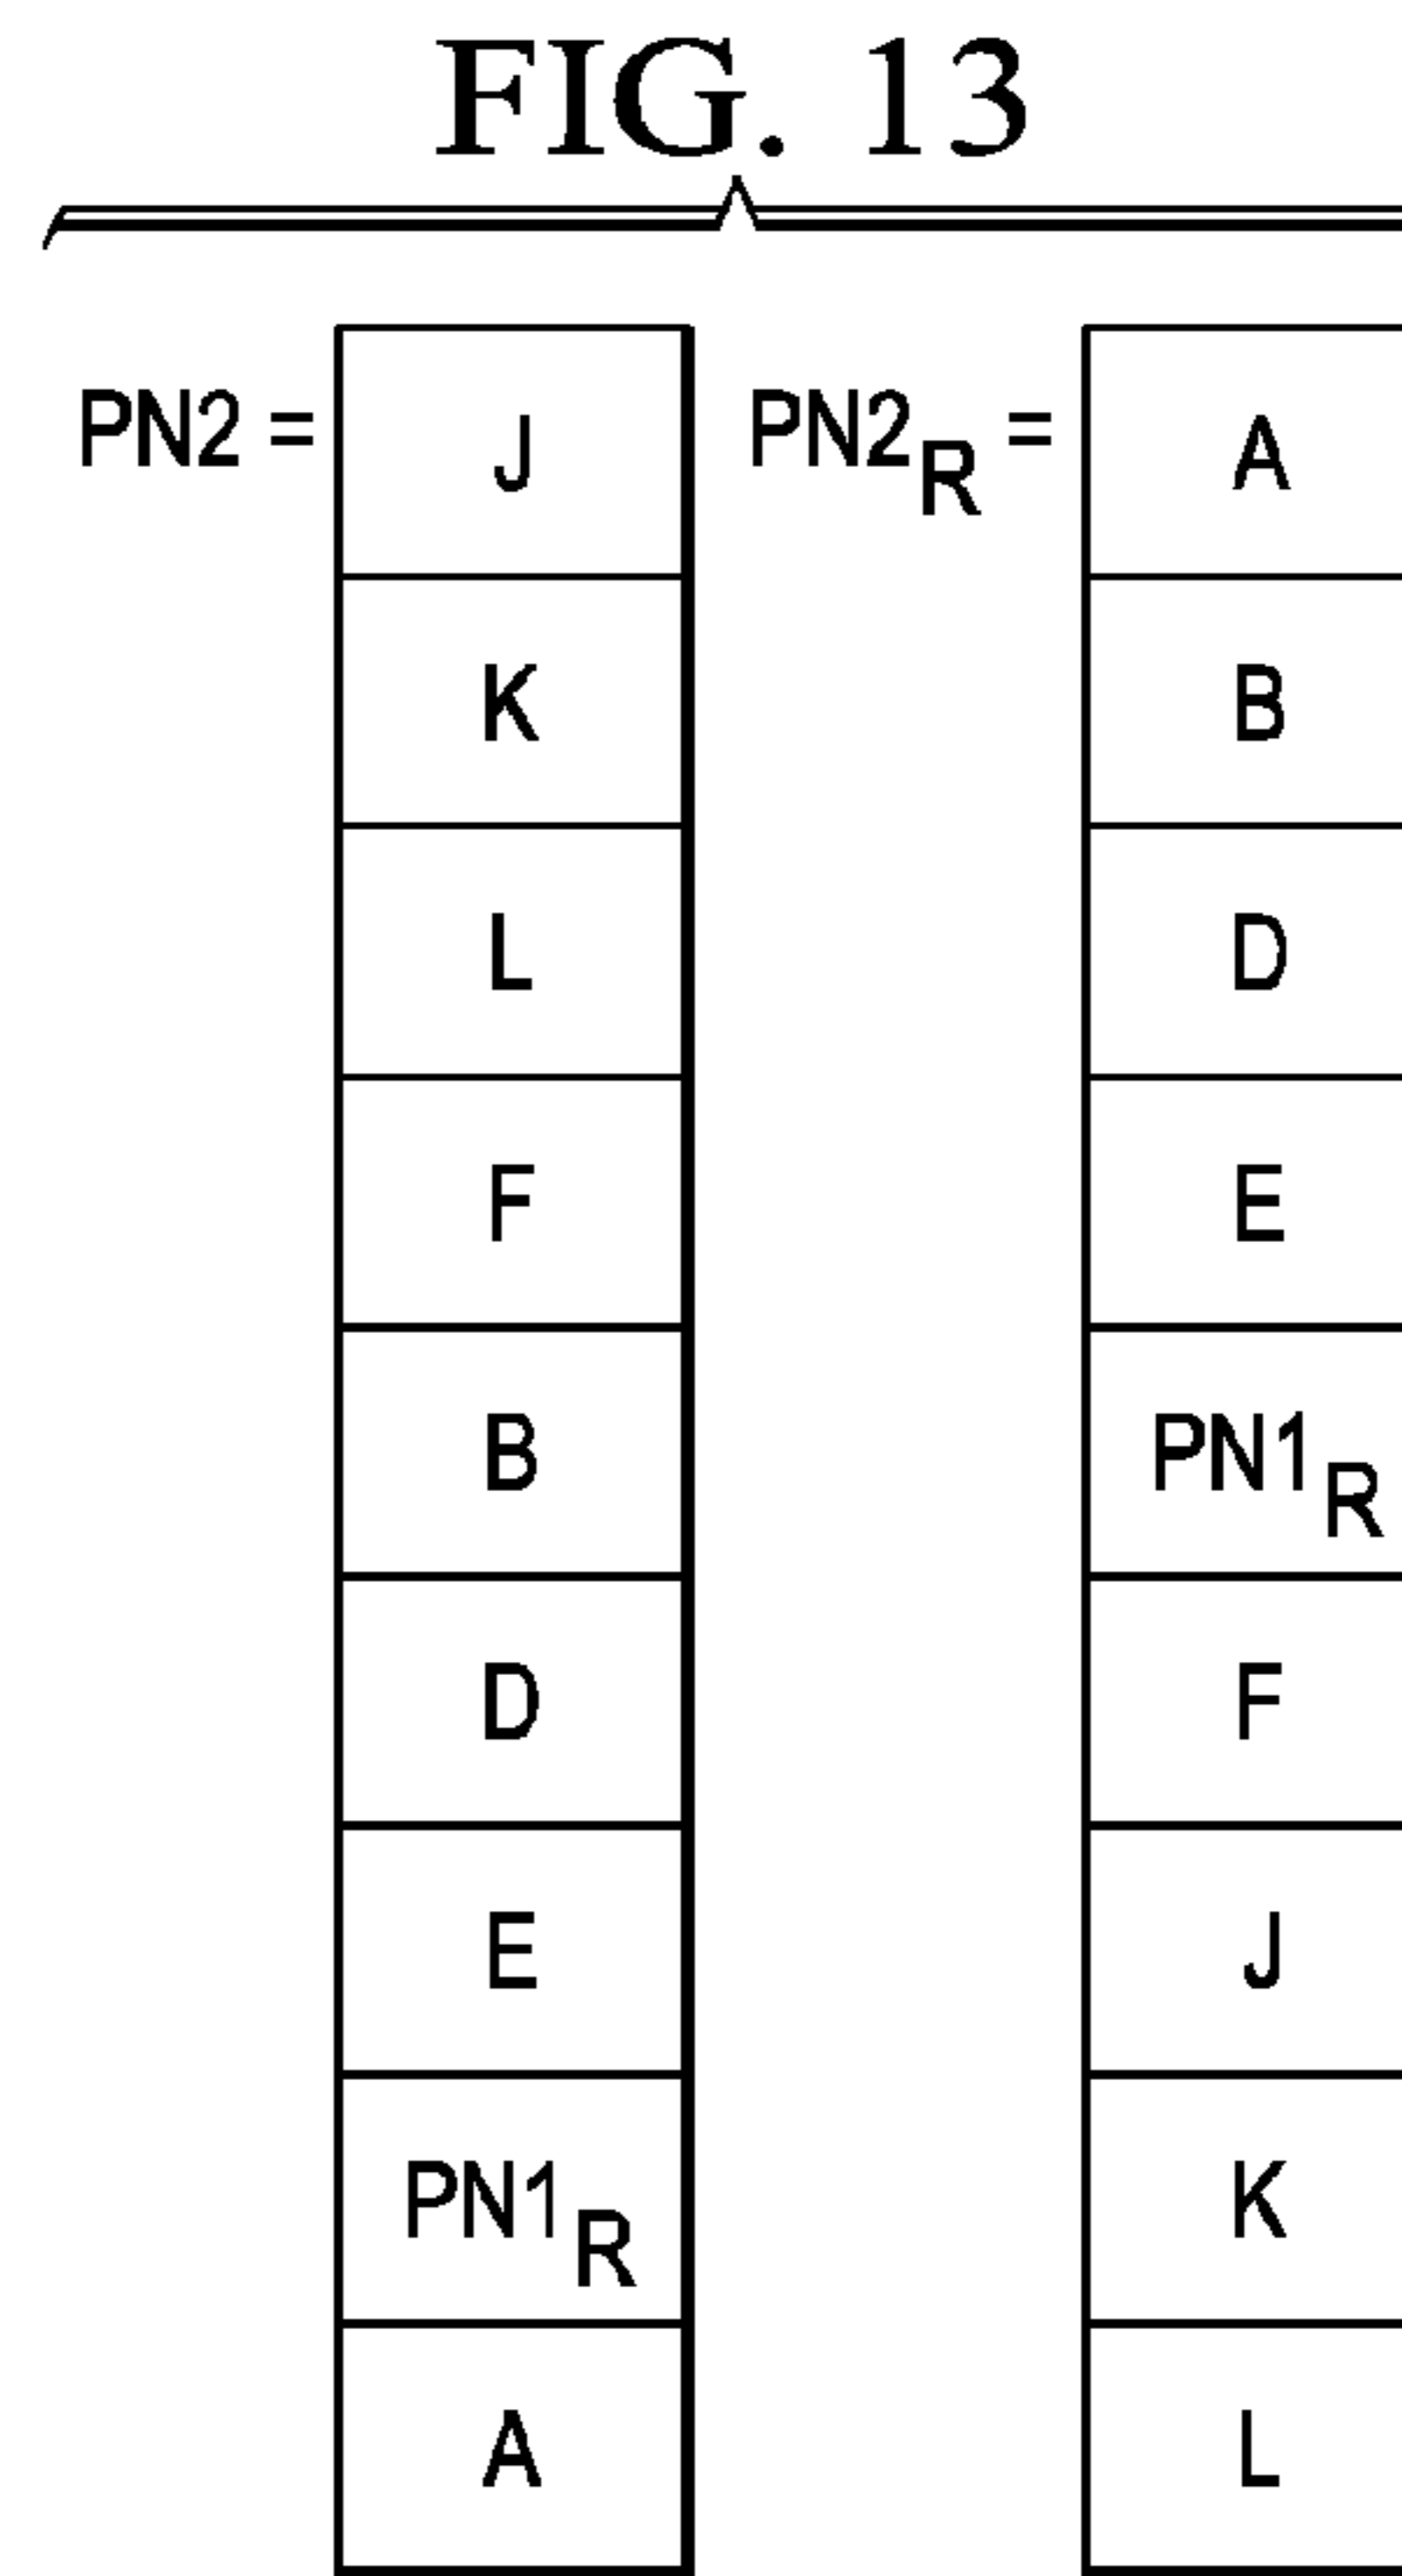 FIG. 13
PN2 = J PN2R = A
K B
L D
F E
B PN1R
D F
E J
PN1R K
A L